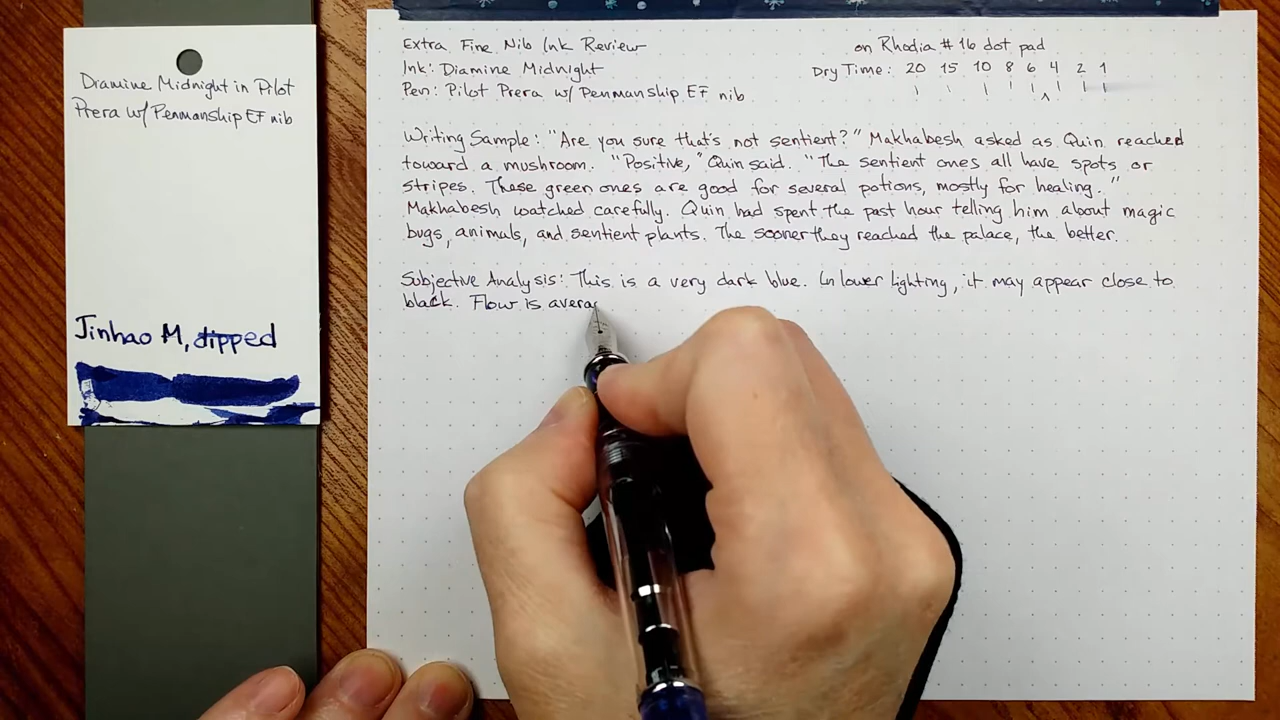 Diamine Midnight in Pilot
Prera w/ Penmanship EF nib
Jinhao M, dipped
Extra Fine Nib Ink Review
Ink: Diamine Midnight
Pen: Pilot Prera w/ Penmanship EF nib
on Rhodia #16 dot pad
Dry Time: 20 15 10 8 6 4 2 1
Writing Sample: "Are you sure that's not sentient?" Makhabesh asked as Quin reached
toward a mushroom. "Positive," Quin said. "The sentient ones all have spots or
stripes. These green ones are good for several potions, mostly for healing."
Makhabesh watched carefully. Quin had spent the past hour telling him about magic
bugs, animals, and sentient plants. The sooner they reached the palace, the better.
Subjective Analysis: This is a very dark blue. In lower lighting, it may appear close to
black. Flow is averag